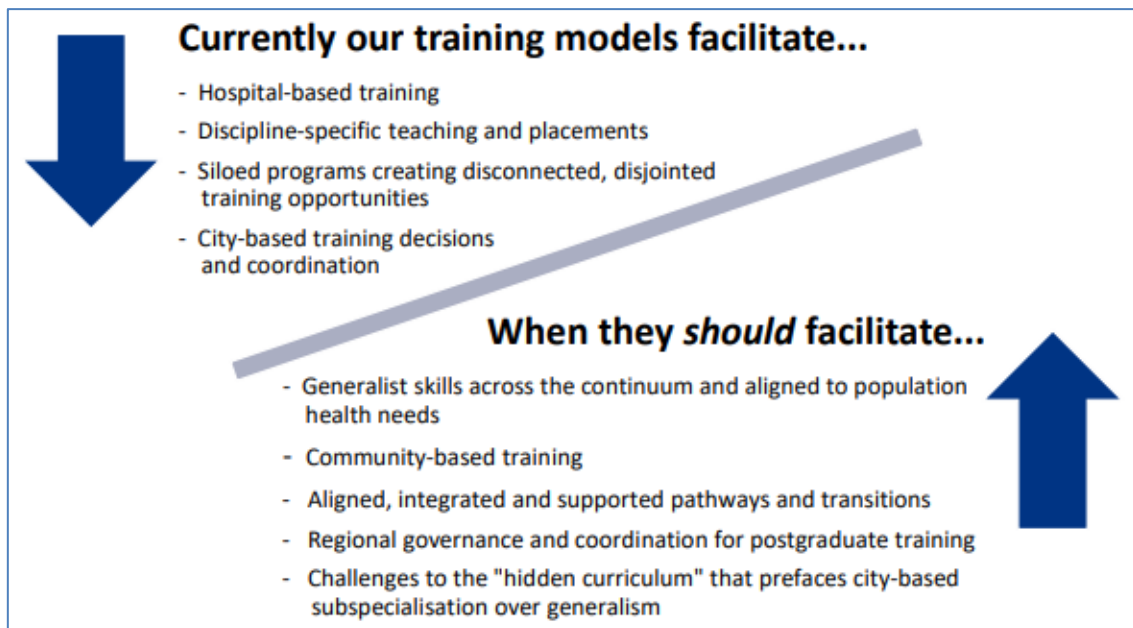 Currently our training models facilitate...
- Hospital-based training
- Discipline-specific teaching and placements
- Siloed programs creating disconnected, disjointed
training opportunities
- City-based training decisions
and coordination
When they should facilitate...
- Generalist skills across the continuum and aligned to population
health needs
- Community-based training
- Aligned, integrated and supported pathways and transitions
- Regional governance and coordination for postgraduate training
- Challenges to the "hidden curriculum" that prefaces city-based
subspecialisation over generalism